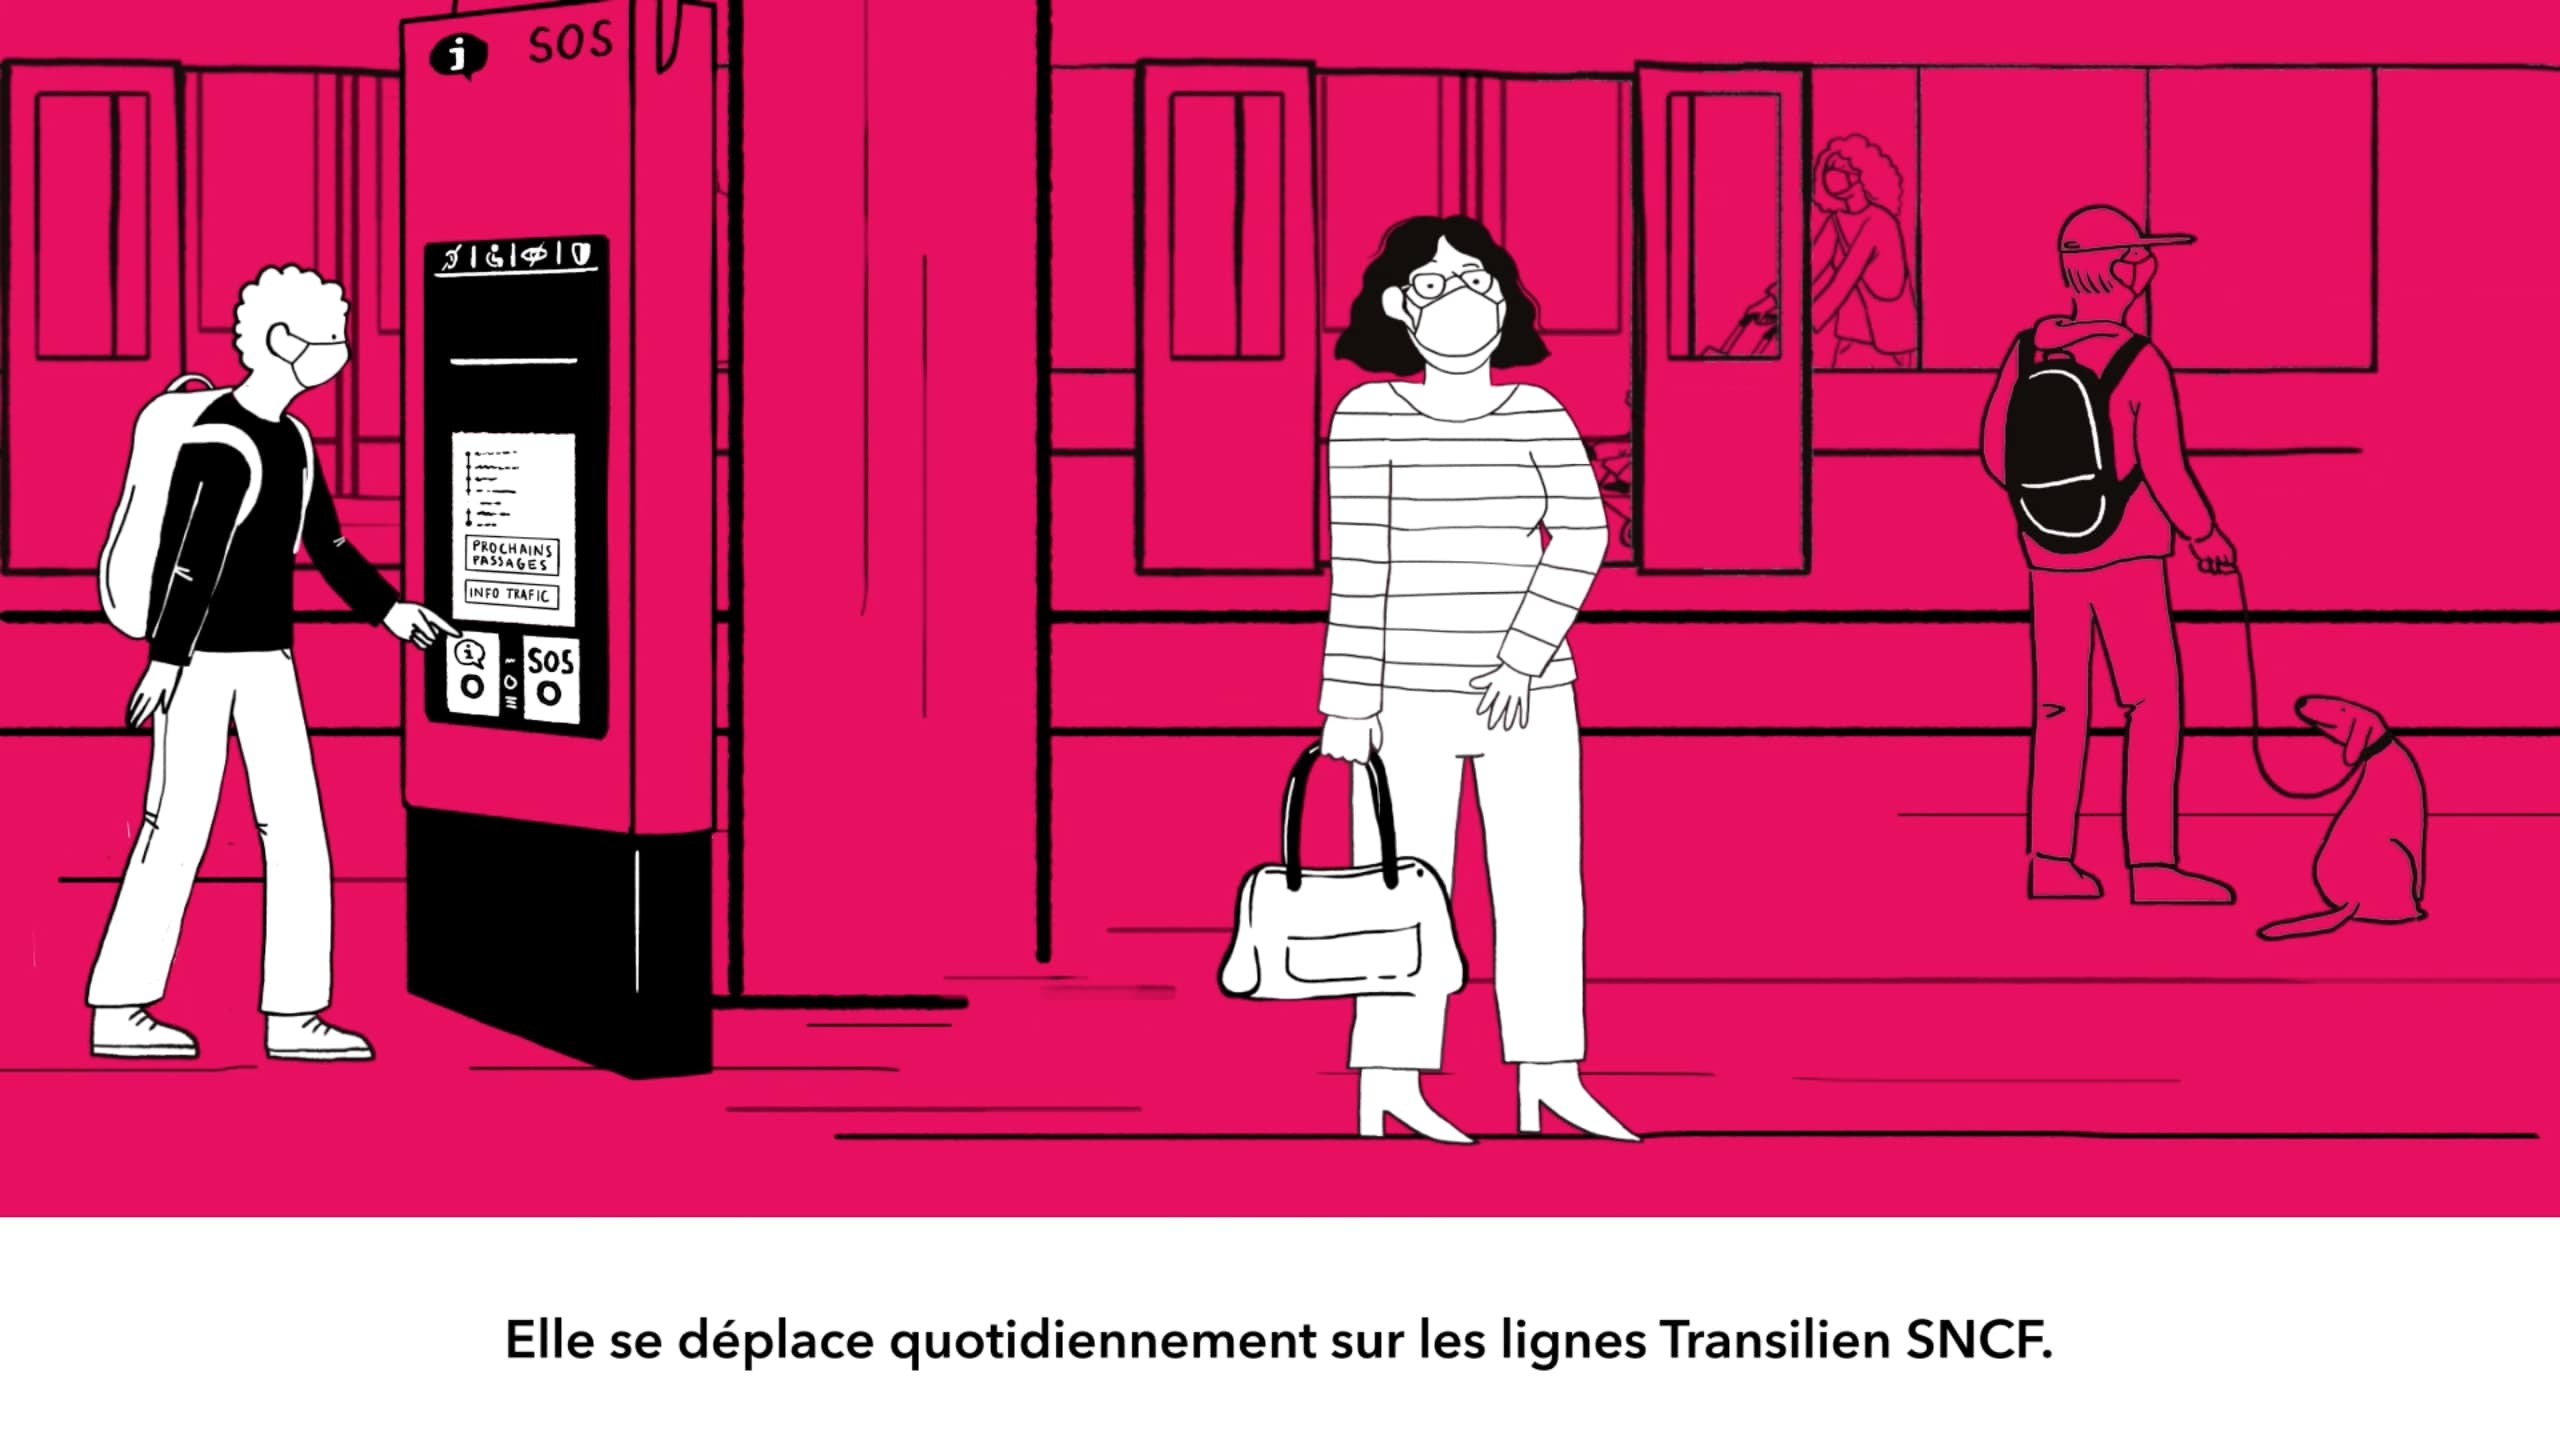 i SOS
PROCHAINS
PASSAGES
INFO TRAFIC
i SOS
Elle se déplace quotidiennement sur les lignes Transilien SNCF.